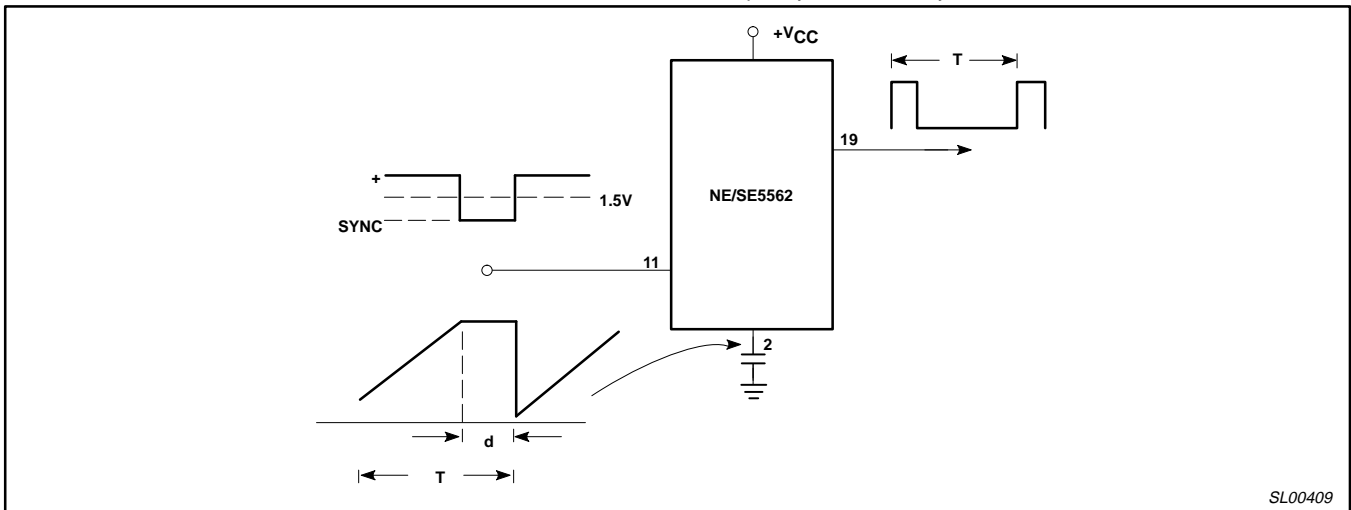 +VCC
T
19
NE/SE5562
+
1.5V
SYNC
11
2
d
T
SL00409